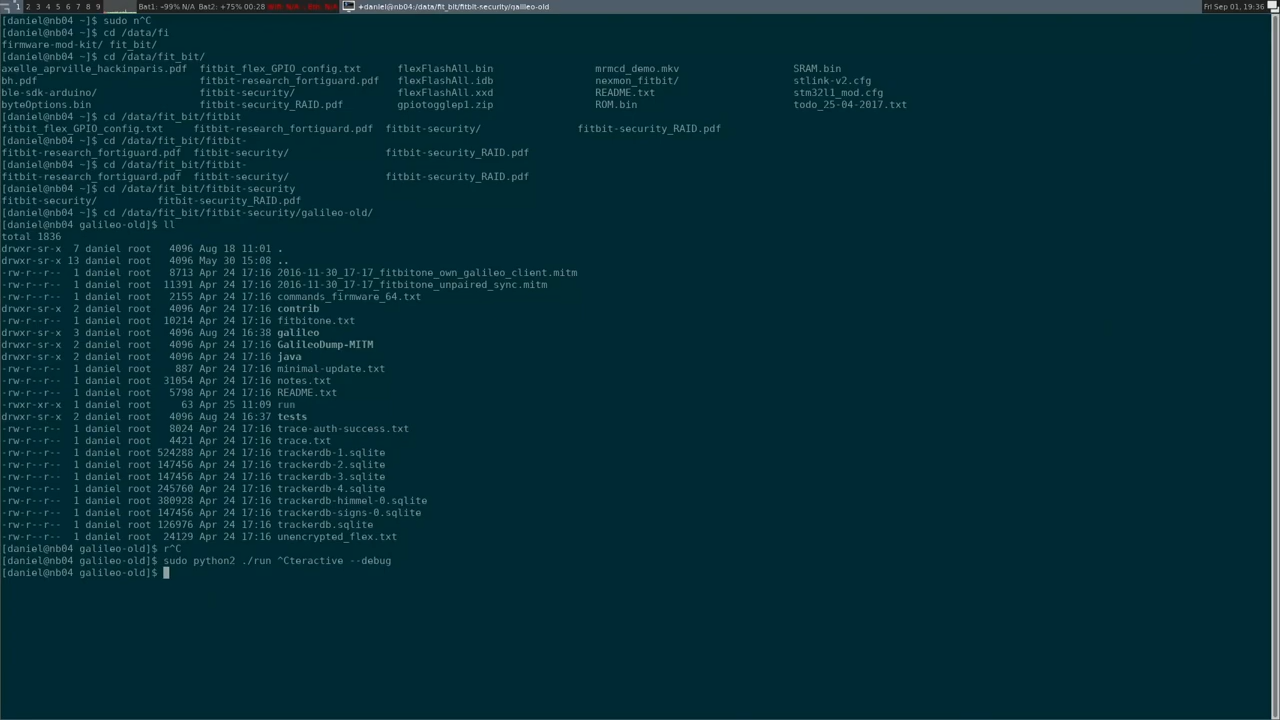 1 2 3 4 5 6 7 8 9 Bat1: ~99% N/A Bat2: +75% 00:28 +daniel@nb04:/data/fit_bit/fitbit-security/galileo-old Fri Sep 01, 19:36
[daniel@nb04 ~]$ sudo n^C
[daniel@nb04 ~]$ cd /data/fi
firmware-mod-kit/ fit_bit/
[daniel@nb04 ~]$ cd /data/fit_bit/
axelle_aprville_hackinparis.pdf fitbit_flex_GPIO_config.txt flexFlashAll.bin mrmcd_demo.mkv SRAM.bin
bh.pdf fitbit-research_fortiguard.pdf flexFlashAll.idb nexmon_fitbit/ stlink-v2.cfg
ble-sdk-arduino/ fitbit-security/ flexFlashAll.xxd README.txt stm32l1_mod.cfg
byteOptions.bin fitbit-security_RAID.pdf gpiotogglep1.zip ROM.bin todo_25-04-2017.txt
[daniel@nb04 ~]$ cd /data/fit_bit/fitbit
fitbit_flex_GPIO_config.txt fitbit-research_fortiguard.pdf fitbit-security/ fitbit-security_RAID.pdf
[daniel@nb04 ~]$ cd /data/fit_bit/fitbit-
fitbit-research_fortiguard.pdf fitbit-security/ fitbit-security_RAID.pdf
[daniel@nb04 ~]$ cd /data/fit_bit/fitbit-
fitbit-research_fortiguard.pdf fitbit-security/ fitbit-security_RAID.pdf
[daniel@nb04 ~]$ cd /data/fit_bit/fitbit-security
fitbit-security/ fitbit-security_RAID.pdf
[daniel@nb04 ~]$ cd /data/fit_bit/fitbit-security/galileo-old/
[daniel@nb04 galileo-old]$ ll
total 1836
drwxr-sr-x 7 daniel root 4096 Aug 18 11:01 .
drwxr-sr-x 13 daniel root 4096 May 30 15:08 ..
-rw-r--r-- 1 daniel root 8713 Apr 24 17:16 2016-11-30_17-17_fitbitone_own_galileo_client.mitm
-rw-r--r-- 1 daniel root 11391 Apr 24 17:16 2016-11-30_17-17_fitbitone_unpaired_sync.mitm
-rw-r--r-- 1 daniel root 2155 Apr 24 17:16 commands_firmware_64.txt
drwxr-sr-x 2 daniel root 4096 Apr 24 17:16 contrib
-rw-r--r-- 1 daniel root 10214 Apr 24 17:16 fitbitone.txt
drwxr-sr-x 3 daniel root 4096 Aug 24 16:38 galileo
drwxr-sr-x 2 daniel root 4096 Apr 24 17:16 GalileoDump-MITM
drwxr-sr-x 2 daniel root 4096 Apr 24 17:16 java
-rw-r--r-- 1 daniel root 887 Apr 24 17:16 minimal-update.txt
-rw-r--r-- 1 daniel root 31054 Apr 24 17:16 notes.txt
-rw-r--r-- 1 daniel root 5798 Apr 24 17:16 README.txt
-rwxr-xr-x 1 daniel root 63 Apr 25 11:09 run
drwxr-sr-x 2 daniel root 4096 Aug 24 16:37 tests
-rw-r--r-- 1 daniel root 8024 Apr 24 17:16 trace-auth-success.txt
-rw-r--r-- 1 daniel root 4421 Apr 24 17:16 trace.txt
-rw-r--r-- 1 daniel root 524288 Apr 24 17:16 trackerdb-1.sqlite
-rw-r--r-- 1 daniel root 147456 Apr 24 17:16 trackerdb-2.sqlite
-rw-r--r-- 1 daniel root 147456 Apr 24 17:16 trackerdb-3.sqlite
-rw-r--r-- 1 daniel root 245760 Apr 24 17:16 trackerdb-4.sqlite
-rw-r--r-- 1 daniel root 380928 Apr 24 17:16 trackerdb-himmel-0.sqlite
-rw-r--r-- 1 daniel root 147456 Apr 24 17:16 trackerdb-signs-0.sqlite
-rw-r--r-- 1 daniel root 126976 Apr 24 17:16 trackerdb.sqlite
-rw-r--r-- 1 daniel root 24129 Apr 24 17:16 unencrypted_flex.txt
[daniel@nb04 galileo-old]$ r^C
[daniel@nb04 galileo-old]$ sudo python2 ./run ^Cteractive --debug
[daniel@nb04 galileo-old]$